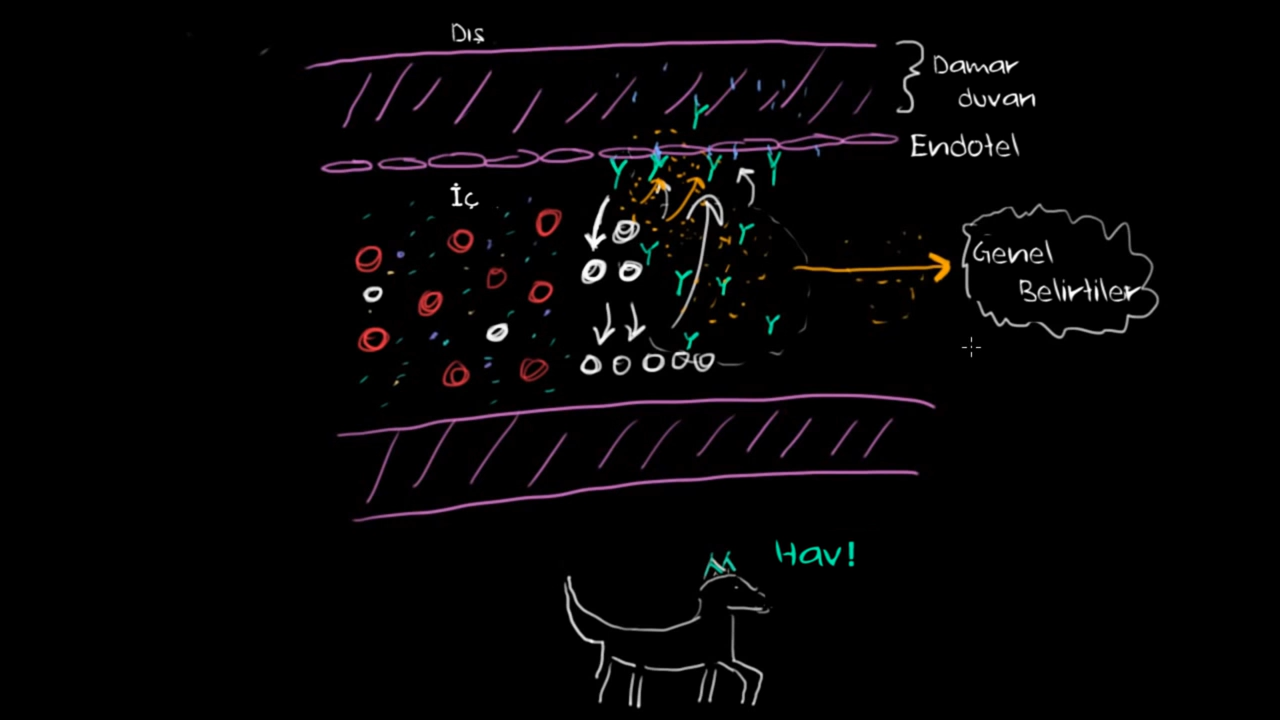 Dış
Damar
duvarı
Endotel
İç
Genel
Belirtiler
Hav!